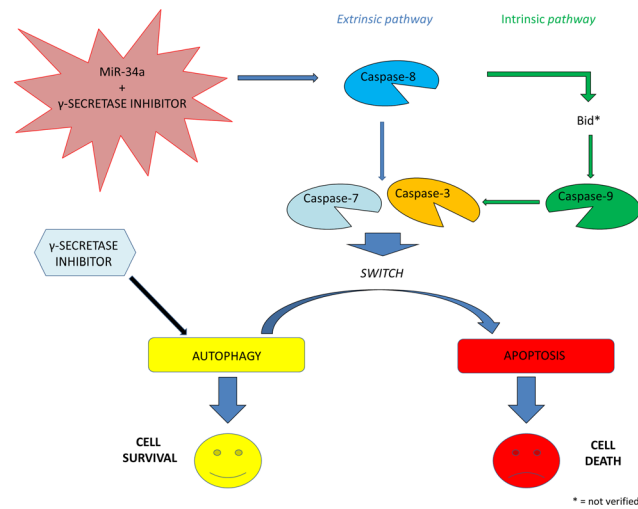 Extrinsic pathway
Intrinsic pathway
MiR-34a
+
γ-SECRETASE INHIBITOR
Caspase-8
Bid*
Caspase-7
Caspase-3
Caspase-9
γ-SECRETASE
INHIBITOR
SWITCH
AUTOPHAGY
APOPTOSIS
CELL
SURVIVAL
CELL
DEATH
* = not verified